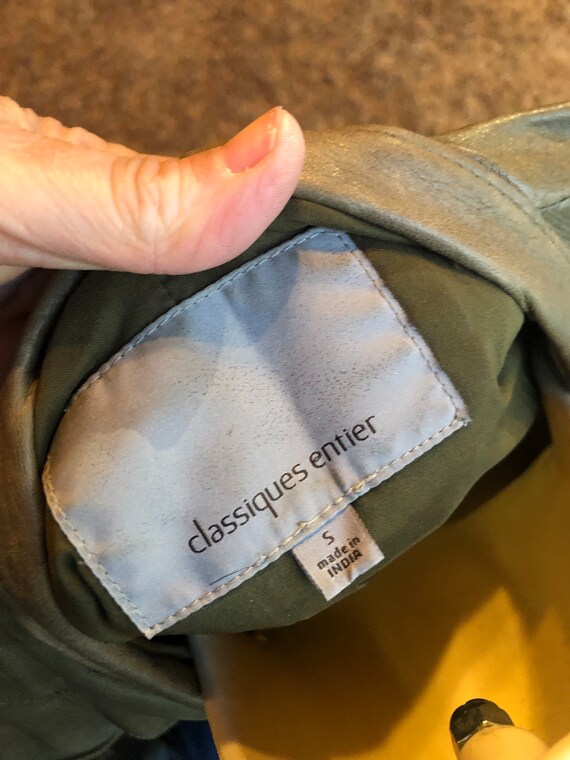 classiques entier
S
made in
INDIA